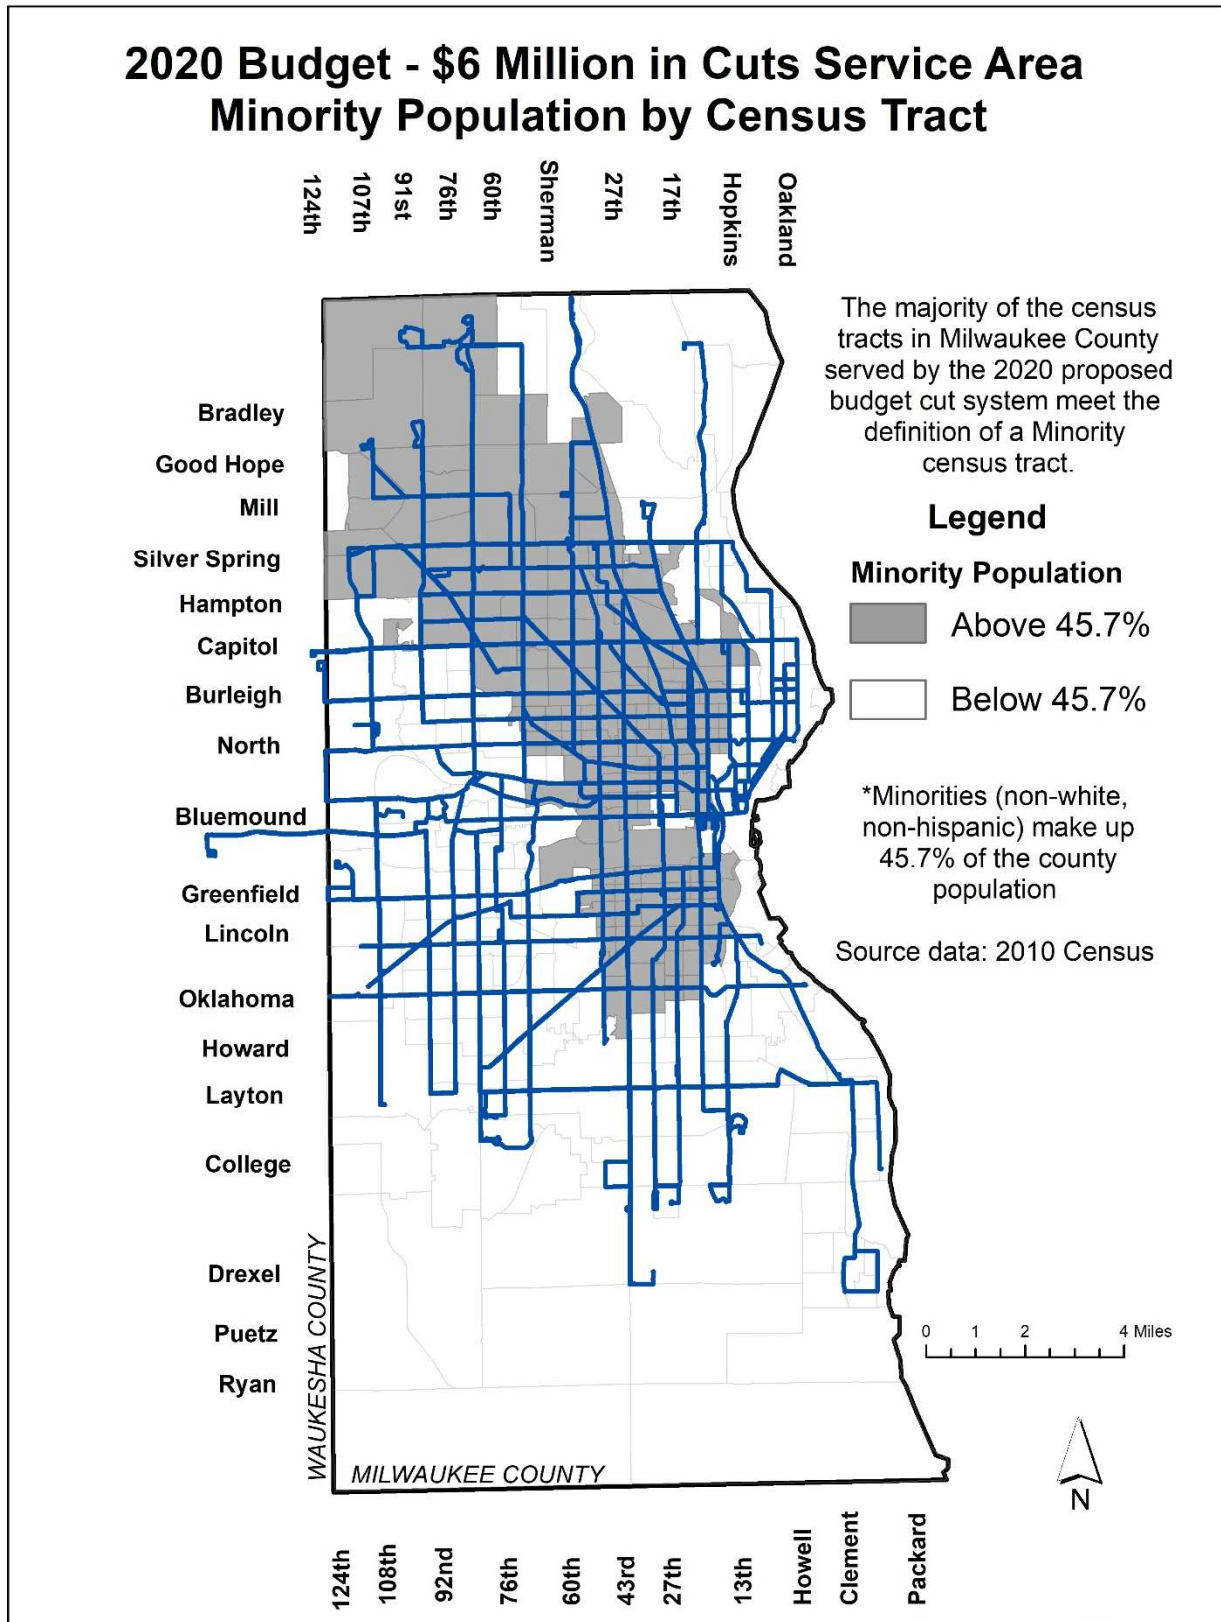 2020 Budget - $6 Million in Cuts Service Area
Minority Population by Census Tract
124th
107th
91st
76th
60th
Sherman
27th
17th
Hopkins
Oakland
The majority of the census
tracts in Milwaukee County
served by the 2020 proposed
budget cut system meet the
definition of a Minority
census tract.
Legend
Minority Population
Above 45.7%
Below 45.7%
*Minorities (non-white,
non-hispanic) make up
45.7% of the county
population
Source data: 2010 Census
Bradley
Good Hope
Mill
Silver Spring
Hampton
Capitol
Burleigh
North
Bluemound
Greenfield
Lincoln
Oklahoma
Howard
Layton
College
Drexel
Puetz
Ryan
WAUKESHA COUNTY
MILWAUKEE COUNTY
0 1 2 4 Miles
N
124th
108th
92nd
76th
60th
43rd
27th
13th
Howell
Clement
Packard